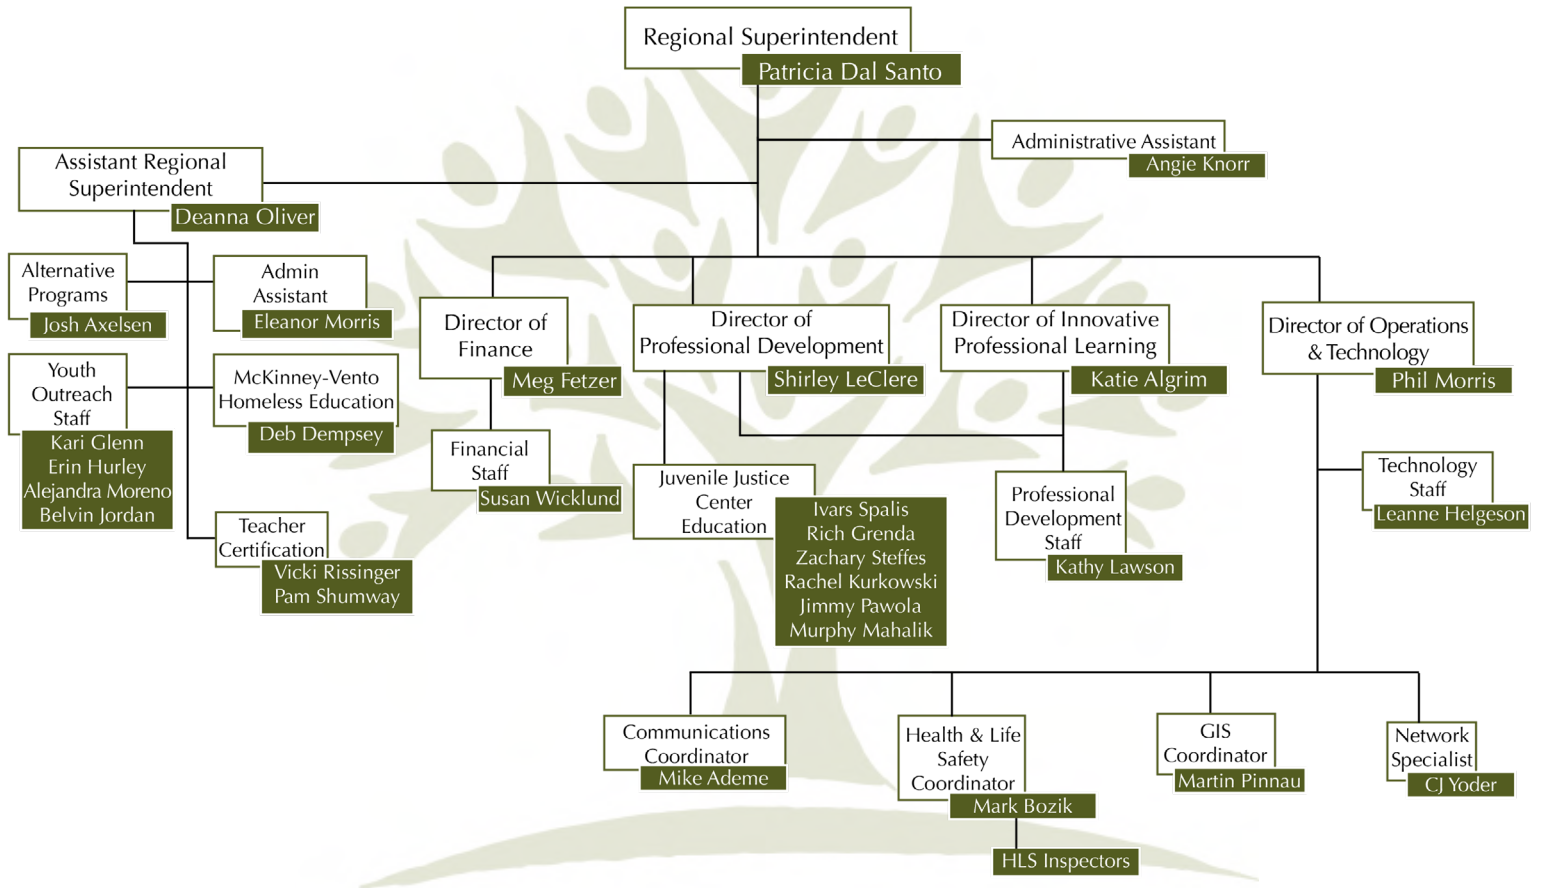 Regional Superintendent
Patricia Dal Santo
Administrative Assistant
Angie Knorr
Assistant Regional
Superintendent
Deanna Oliver
Alternative
Programs
Josh Axelsen
Admin
Assistant
Eleanor Morris
Youth
Outreach
Staff
Kari Glenn
Erin Hurley
Alejandra Moreno
Belvin Jordan
McKinney-Vento
Homeless Education
Deb Dempsey
Teacher
Certification
Vicki Rissinger
Pam Shumway
Director of
Finance
Meg Fetzer
Financial
Staff
Susan Wicklund
Director of
Professional Development
Shirley LeClere
Juvenile Justice
Center
Education
Ivars Spalis
Rich Grenda
Zachary Steffes
Rachel Kurkowski
Jimmy Pawola
Murphy Mahalik
Director of Innovative
Professional Learning
Katie Algrim
Professional
Development
Staff
Kathy Lawson
Director of Operations
& Technology
Phil Morris
Technology
Staff
Leanne Helgeson
Communications
Coordinator
Mike Ademe
Health & Life
Safety
Coordinator
Mark Bozik
HLS Inspectors
GIS
Coordinator
Martin Pinnau
Network
Specialist
CJ Yoder